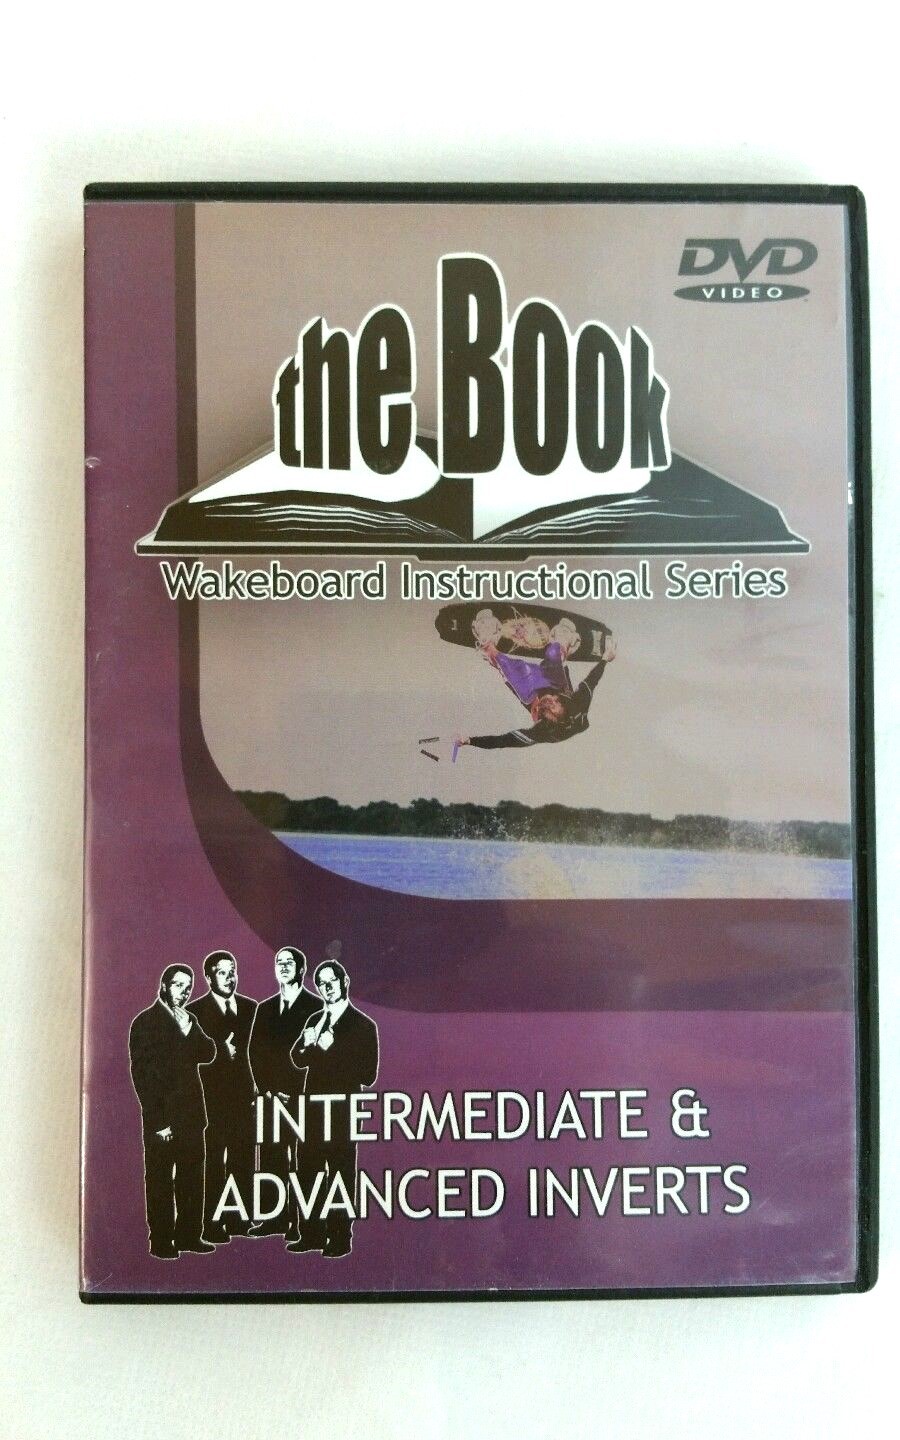 DVD
VIDEO
the Book
Wakeboard Instructional Series
INTERMEDIATE &
ADVANCED INVERTS